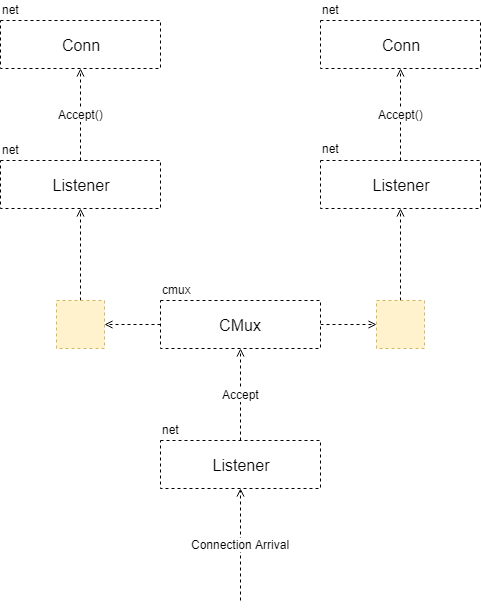 net
net
Conn
Conn
Accept()
Accept()
net
net
Listener
Listener
cmux
CMux
Accept
net
Listener
Connection Arrival